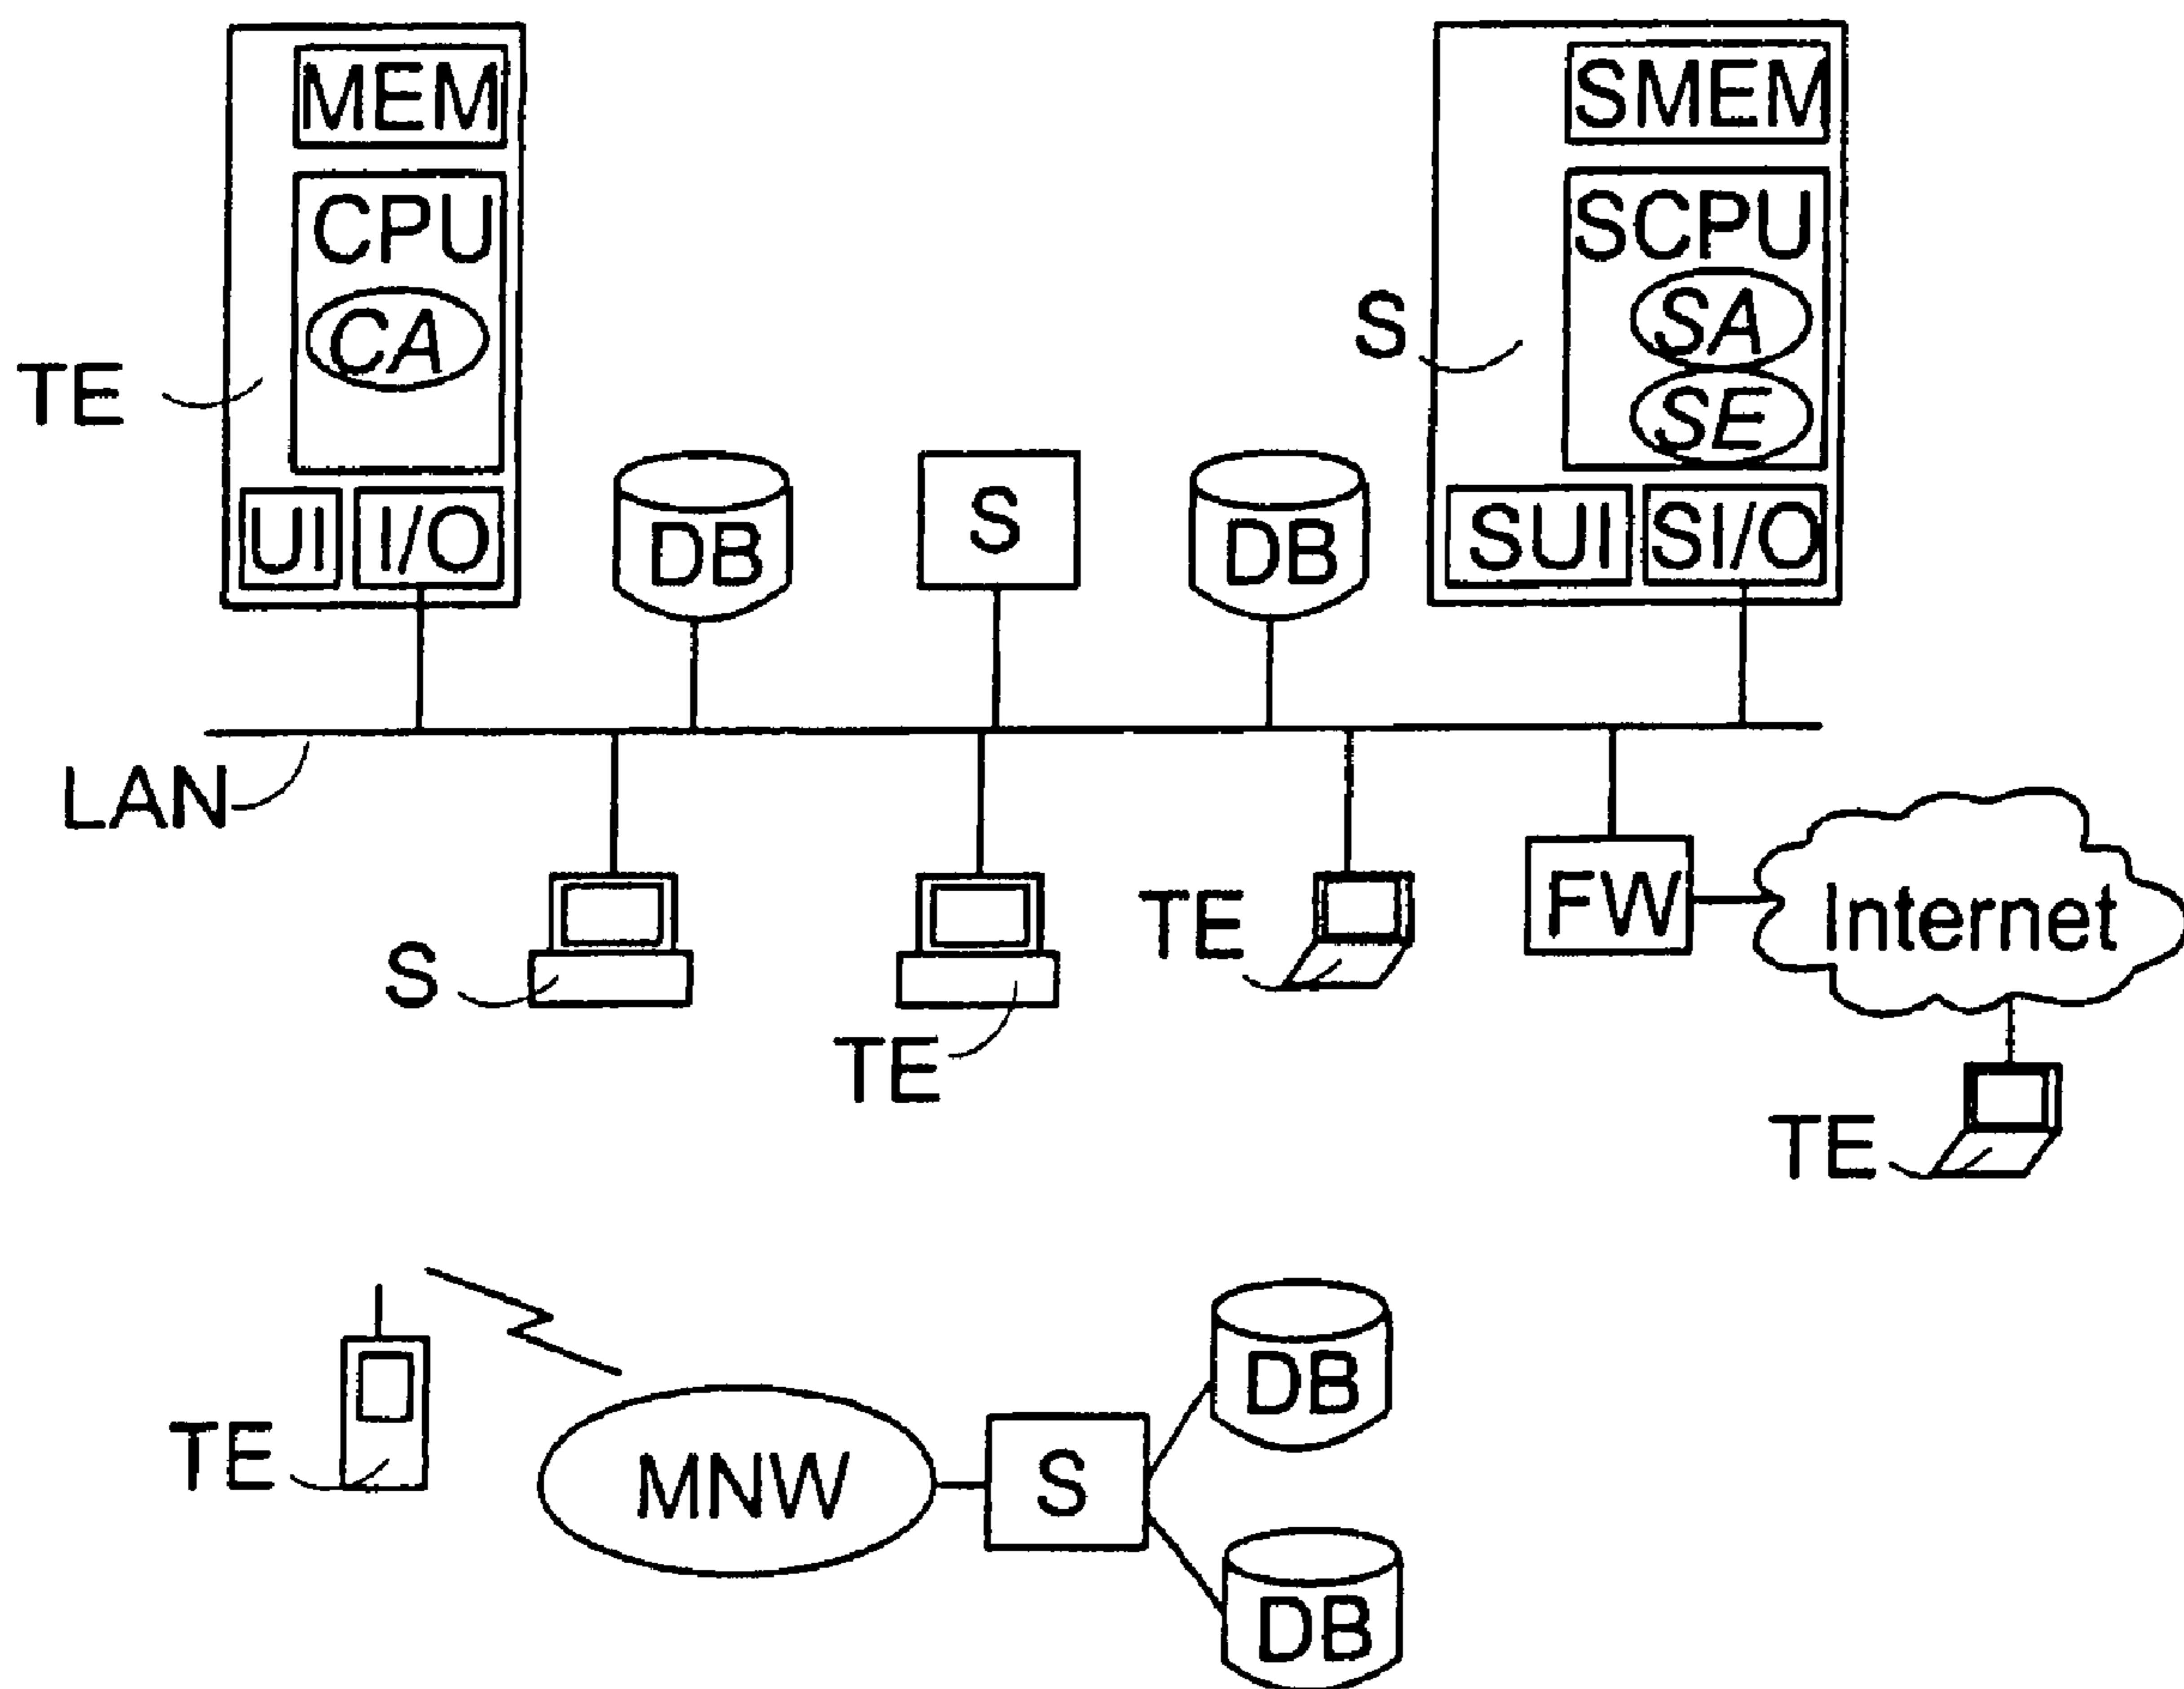 MEM
CPU
CA
UI
I/O
TE
SMEM
SCPU
SA
SE
SUI
SI/O
S
DB
S
DB
LAN
S
TE
TE
FW
Internet
TE
TE
MNW
S
DB
DB